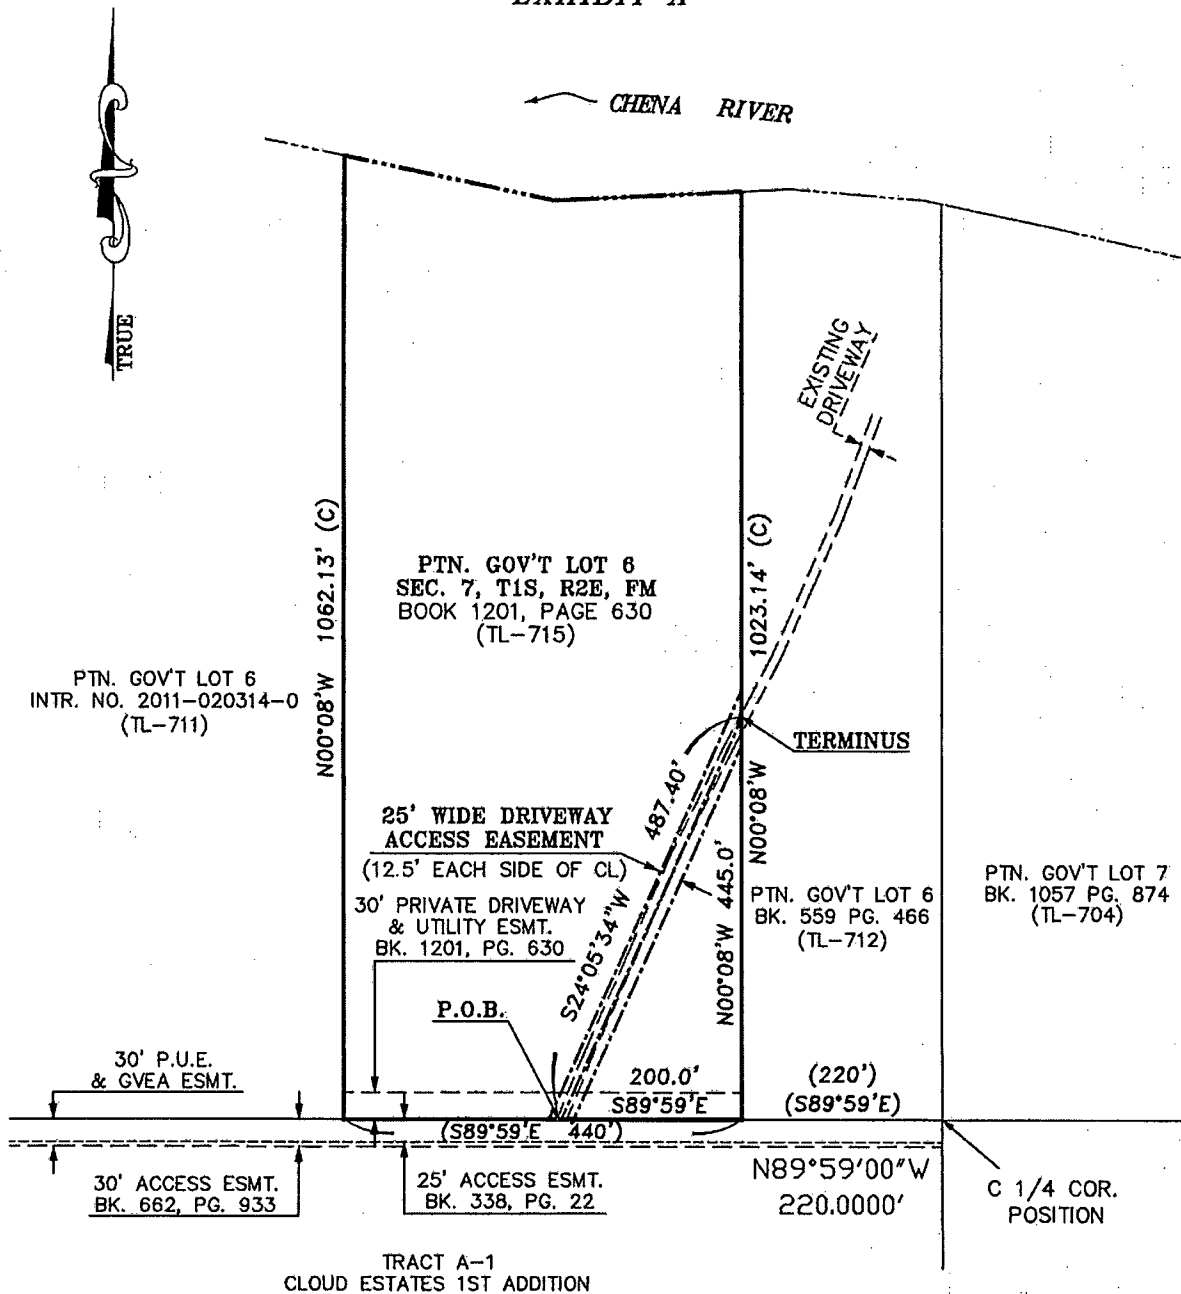 EXHIBIT A
CHENA RIVER
TRUE
EXISTING
DRIVEWAY
N00°08'W 1062.13' (C)
PTN. GOV'T LOT 6
SEC. 7, T1S, R2E, FM
BOOK 1201, PAGE 630
(TL-715)
N00°08'W 1023.14' (C)
PTN. GOV'T LOT 6
INTR. NO. 2011-020314-0
(TL-711)
TERMINUS
487.40'
S24°05'34"W
25' WIDE DRIVEWAY
ACCESS EASEMENT
(12.5' EACH SIDE OF CL)
30' PRIVATE DRIVEWAY
& UTILITY ESMT.
BK. 1201, PG. 630
N00°08'W 445.0'
PTN. GOV'T LOT 6
BK. 559 PG. 466
(TL-712)
PTN. GOV'T LOT 7
BK. 1057 PG. 874
(TL-704)
P.O.B.
30' P.U.E.
& GVEA ESMT.
200.0'
S89°59'E
(220')
(S89°59'E)
(S89°59'E 440')
30' ACCESS ESMT.
BK. 662, PG. 933
25' ACCESS ESMT.
BK. 338, PG. 22
N89°59'00"W
220.0000'
C 1/4 COR.
POSITION
TRACT A-1
CLOUD ESTATES 1ST ADDITION